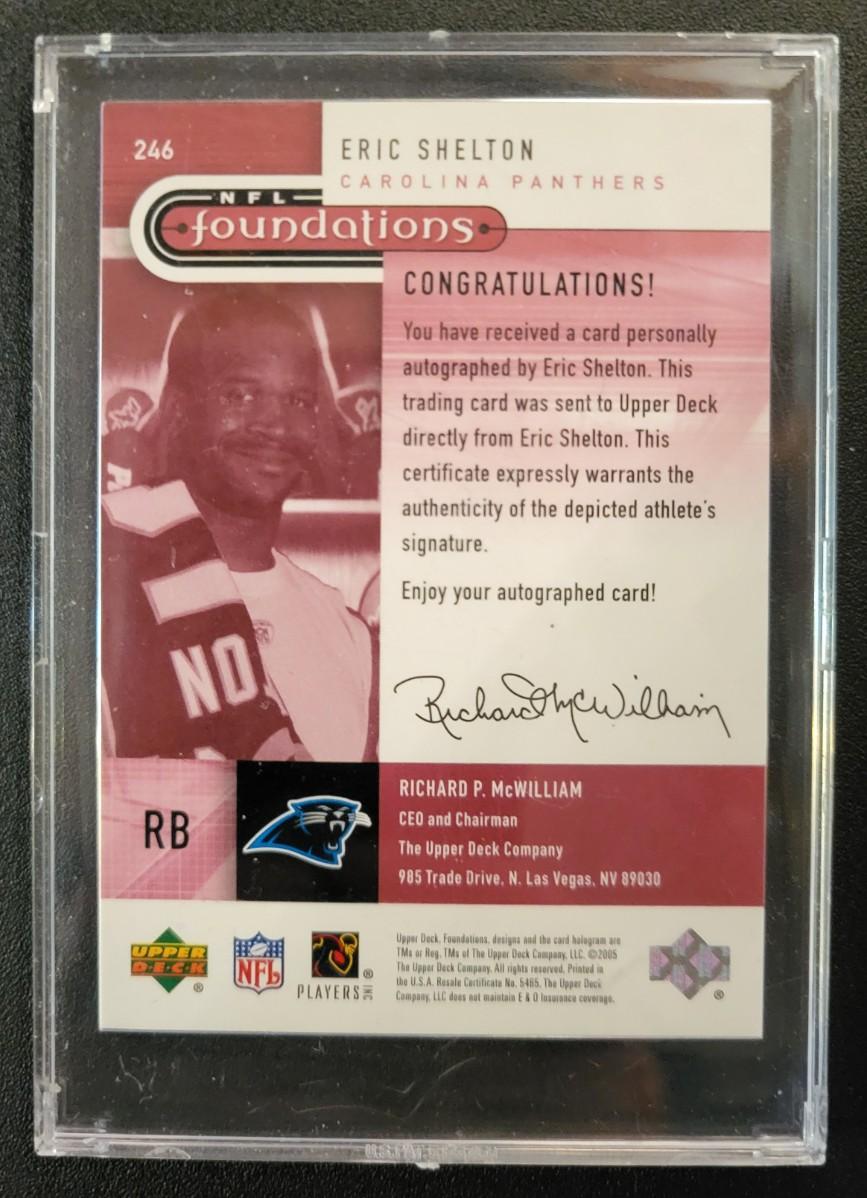 246
ERIC SHELTON
CAROLINA PANTHERS
NFL
foundations
CONGRATULATIONS!
You have received a card personally
autographed by Eric Shelton. This
trading card was sent to Upper Deck
directly from Eric Shelton. This
certificate expressly warrants the
authenticity of the depicted athlete's
signature.
Enjoy your autographed card!
Richard P McWilliam
NO
RB
RICHARD P. McWILLIAM
CEO and Chairman
The Upper Deck Company
985 Trade Drive, N. Las Vegas, NV 89030
UPPER
DECK
®
NFL
PLAYERS INC ®
Upper Deck, Foundations, designs and the card hologram are
TMs or Reg. TMs of The Upper Deck Company, LLC. ©2005
The Upper Deck Company. All rights reserved. Printed in
the U.S.A. Resale Certificate No. 5465. The Upper Deck
Company, LLC does not maintain E & O Insurance coverage.
®